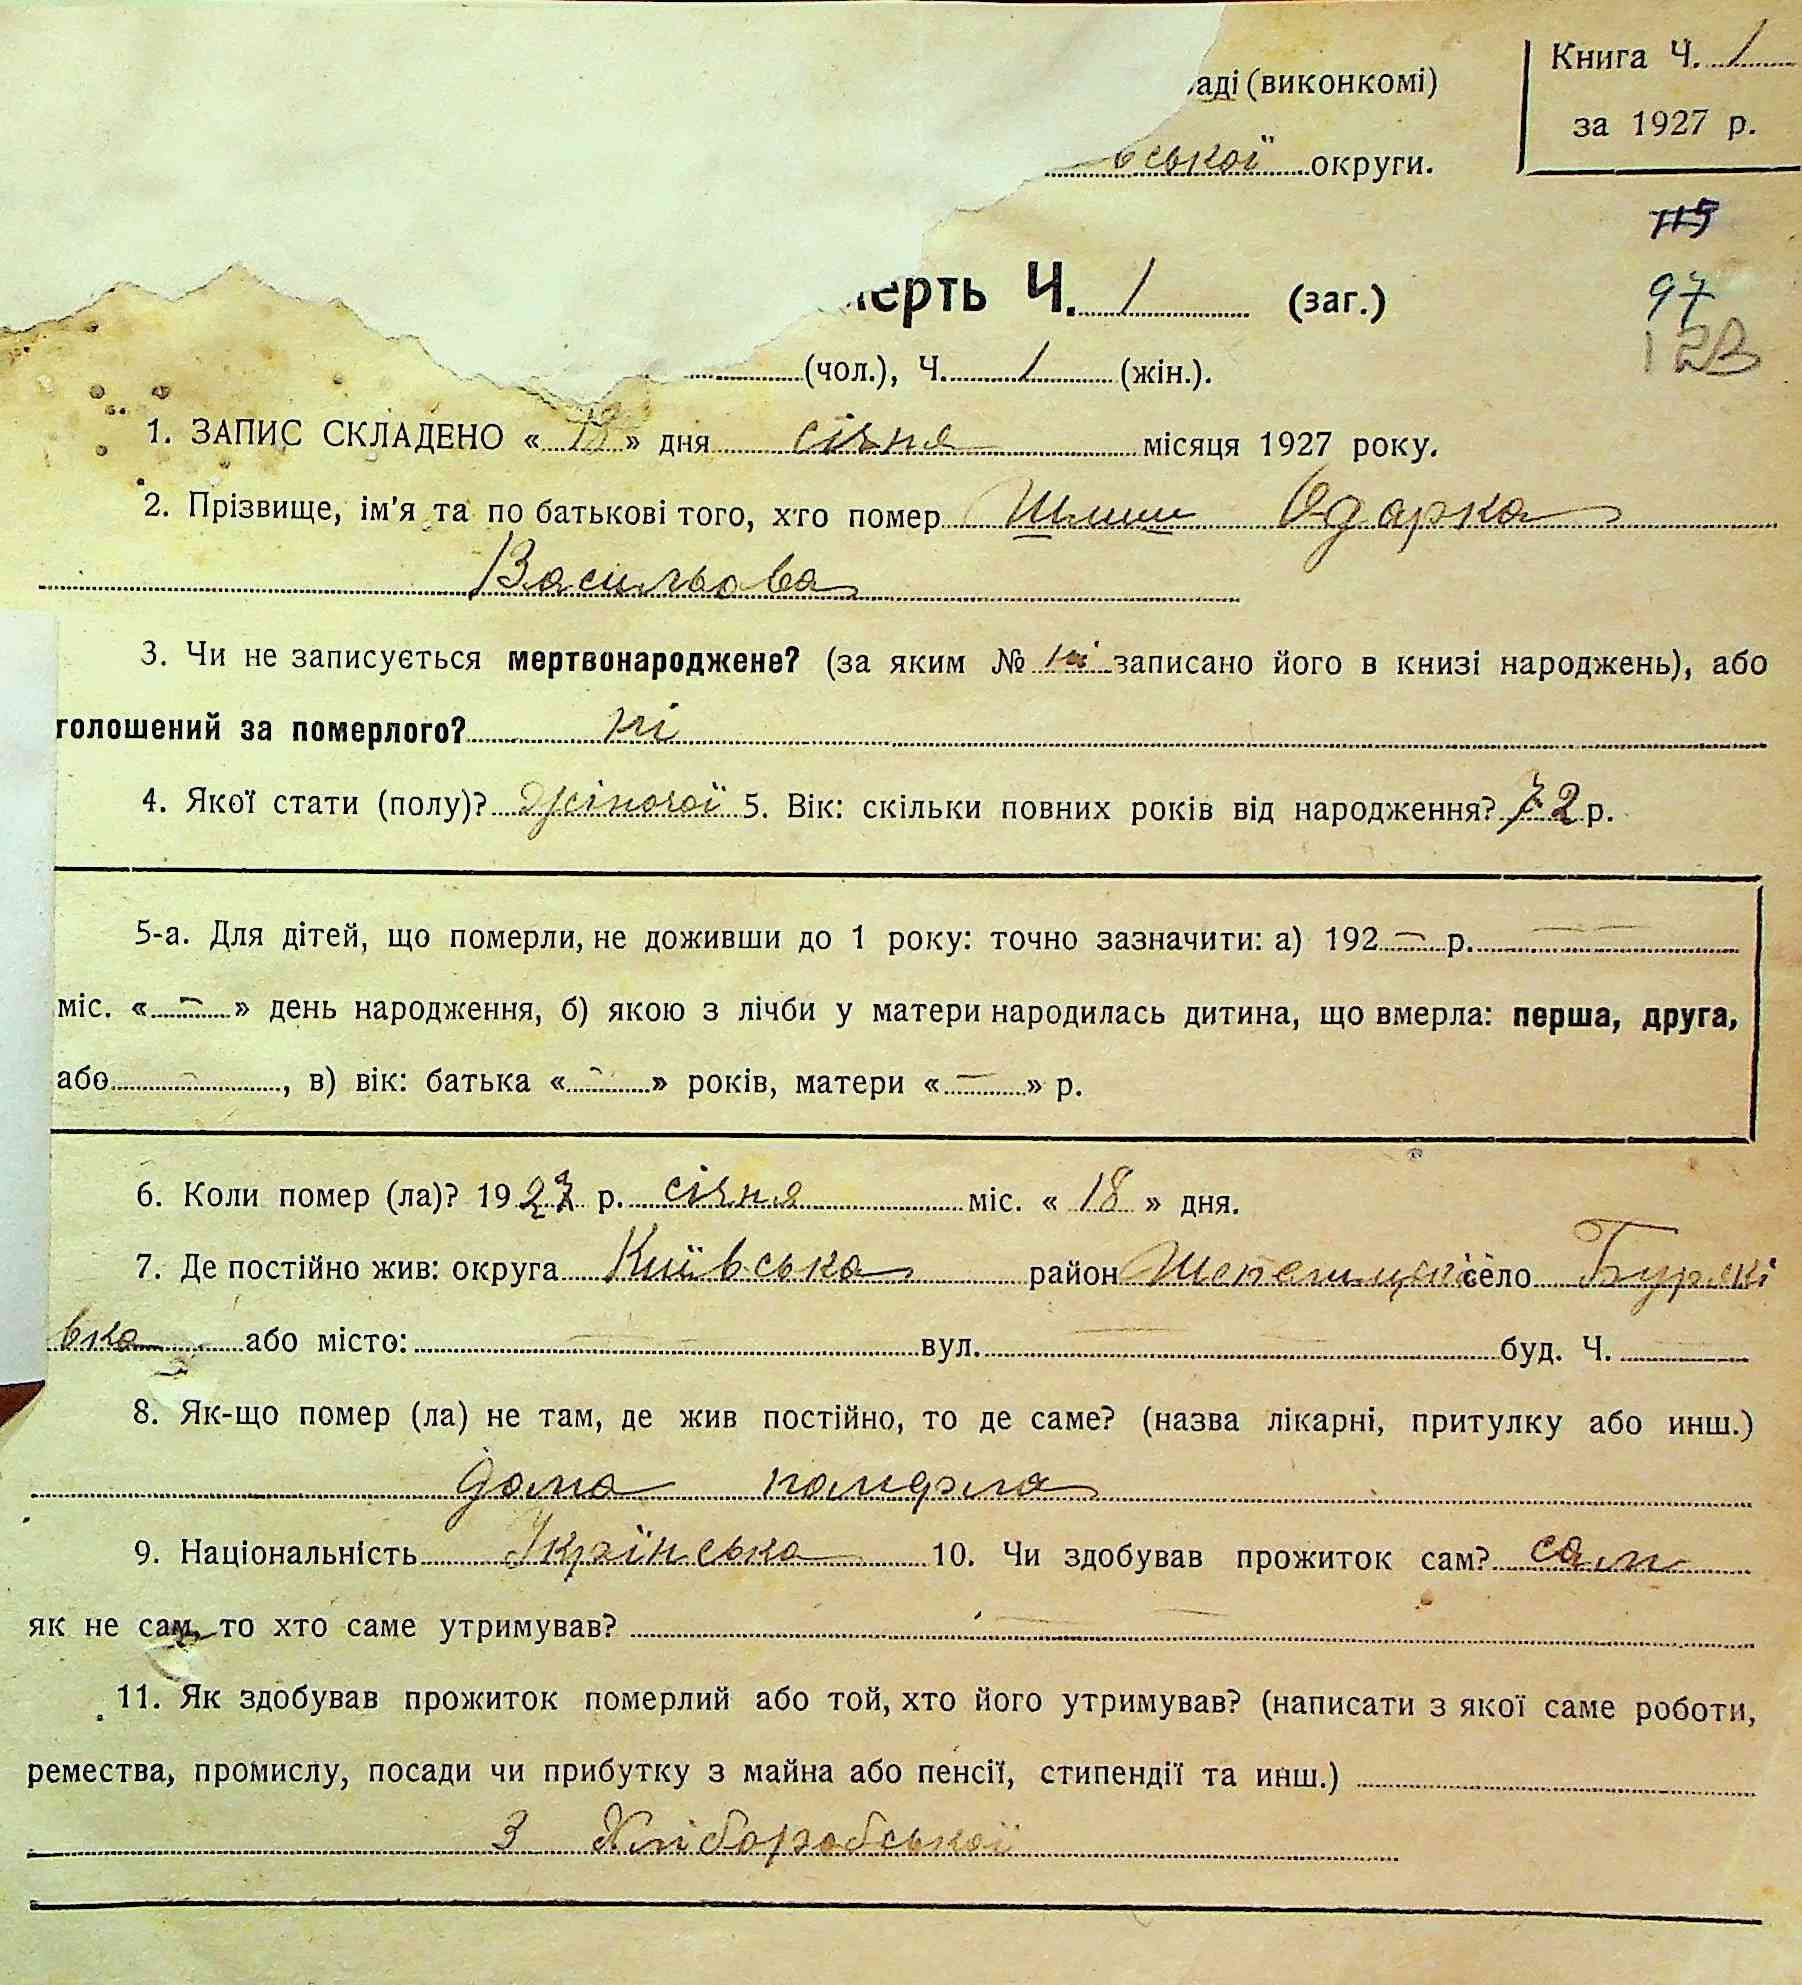 аді (виконкомі)
Книга Ч. 1
за 1927 р.
ської округи.
115
97
123
мерть Ч. 1 (заг.)
(чол.), Ч. 1 (жін.).
1. ЗАПИС СКЛАДЕНО « 18 » дня січня місяця 1927 року.
2. Прізвище, ім'я та по батькові того, хто помер Одарка
Васильова
3. Чи не записується мертвонароджене? (за яким № ні записано його в книзі народжень), або
голошений за померлого? ні
4. Якої стати (полу)? жіночої 5. Вік: скільки повних років від народження? 72 р.
5-а. Для дітей, що померли, не доживши до 1 року: точно зазначити: а) 192 — р. — —
міс. « — » день народження, б) якою з лічби у матери народилась дитина, що вмерла: перша, друга,
або — , в) вік: батька « — » років, матери « — » р.
6. Коли помер (ла)? 1927 р. січня міс. « 18 » дня.
7. Де постійно жив: округа Київська район село Буряки
вка або місто: — вул. — буд. Ч. —
8. Як-що помер (ла) не там, де жив постійно, то де саме? (назва лікарні, притулку або инш.)
дома
9. Національність Українська 10. Чи здобував прожиток сам? сам
як не сам, то хто саме утримував? — —
11. Як здобував прожиток померлий або той, хто його утримував? (написати з якої саме роботи,
ремества, промислу, посади чи прибутку з майна або пенсії, стипендії та инш.)
З Хліборобської